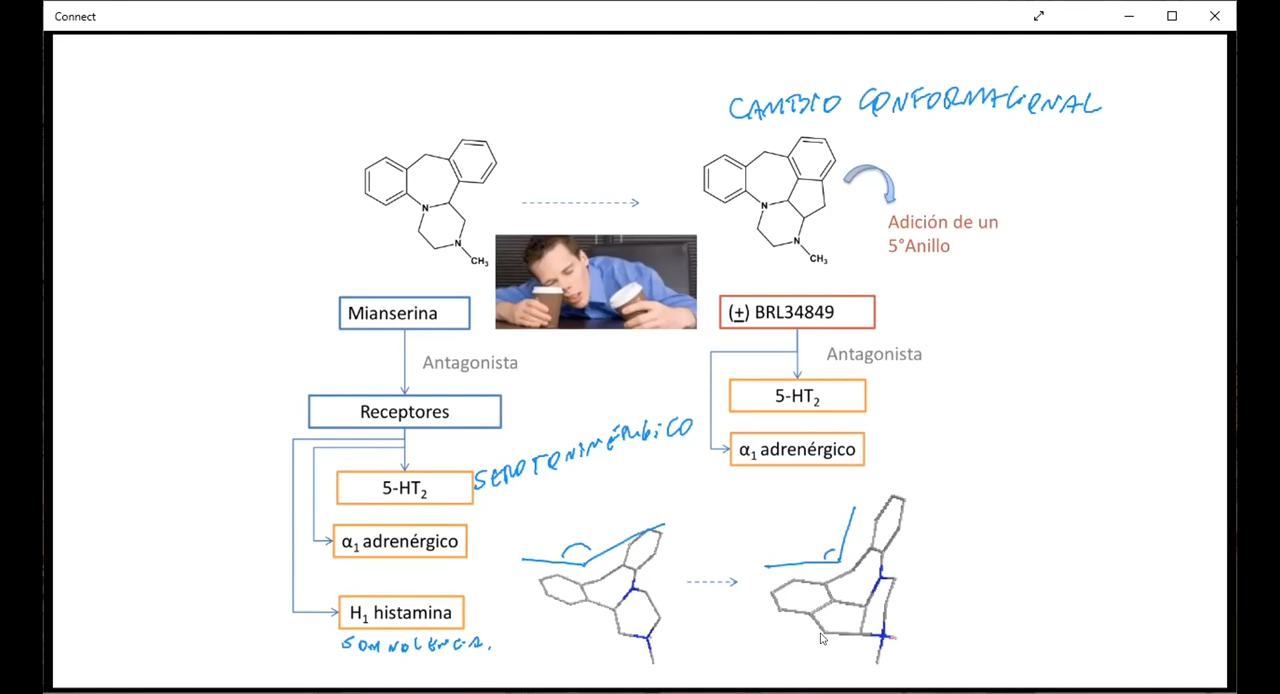 Connect
CAMBIO CONFORMACIONAL
N
N
CH3
N
N
CH3
Adición de un
5°Anillo
Mianserina
Antagonista
Receptores
5-HT2
SEROTONINÉRGICO
α1 adrenérgico
H1 histamina
SOMNOLENCIA.
(±) BRL34849
Antagonista
5-HT2
α1 adrenérgico